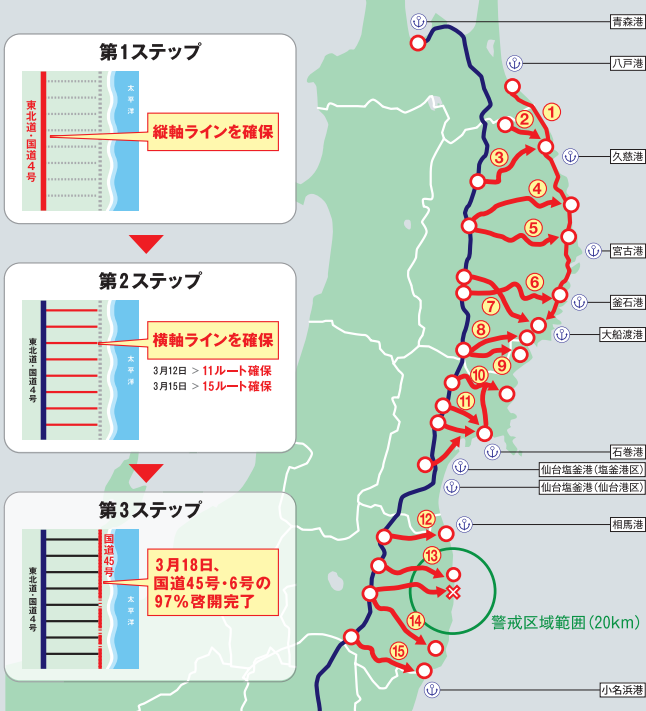 第1ステップ
東北道・国道4号
太平洋
縦軸ラインを確保
第2ステップ
東北道・国道4号
太平洋
横軸ラインを確保
3月12日 > 11ルート確保
3月15日 > 15ルート確保
第3ステップ
東北道・国道4号
国道45号
太平洋
3月18日、
国道45号・6号の
97%啓開完了
青森港
八戸港
久慈港
宮古港
釜石港
大船渡港
石巻港
仙台塩釜港(塩釜港区)
仙台塩釜港(仙台港区)
相馬港
警戒区域範囲(20km)
小名浜港
①
②
③
④
⑤
⑥
⑦
⑧
⑨
⑩
⑪
⑫
⑬
⑭
⑮